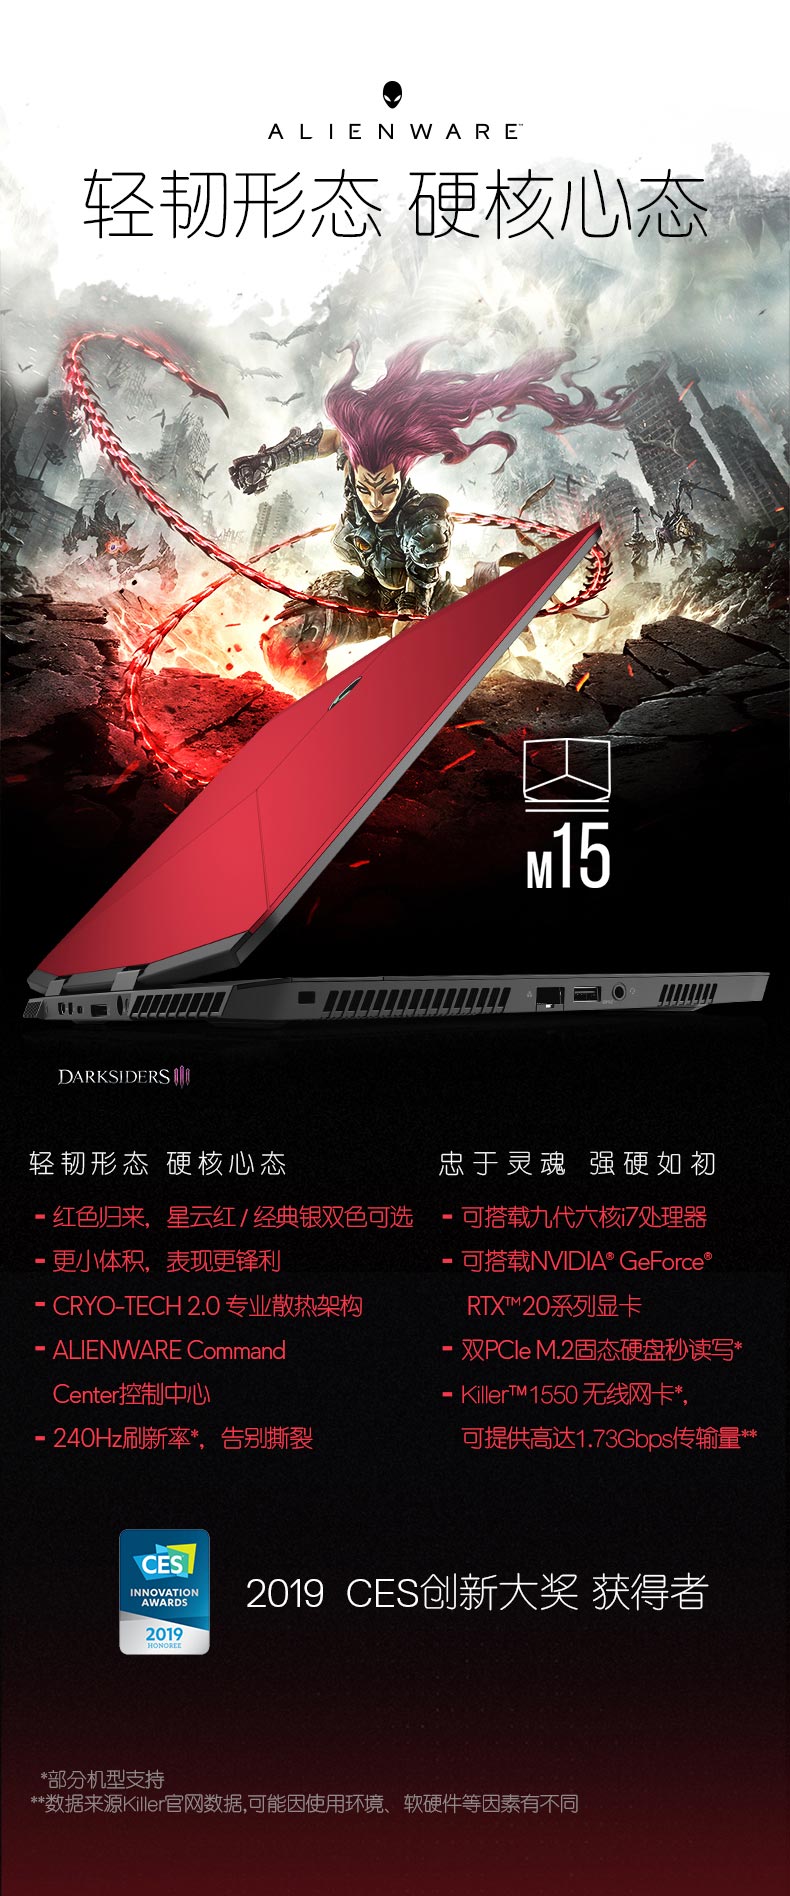 ALIENWARE™
轻韧形态 硬核心态
M15
DARKSIDERS III
轻韧形态 硬核心态
- 红色归来，星云红 / 经典银双色可选
- 更小体积，表现更锋利
- CRYO-TECH 2.0 专业散热架构
- ALIENWARE Command
Center控制中心
- 240Hz刷新率*，告别撕裂
忠于灵魂 强硬如初
- 可搭载九代六核i7处理器
- 可搭载NVIDIA® GeForce®
RTX™20系列显卡
- 双PCIe M.2固态硬盘秒读写*
- Killer™1550 无线网卡*，
可提供高达1.73Gbps传输量**
CES
INNOVATION
AWARDS
2019
HONOREE
2019 CES创新大奖 获得者
*部分机型支持
**数据来源Killer官网数据,可能因使用环境、软硬件等因素有不同